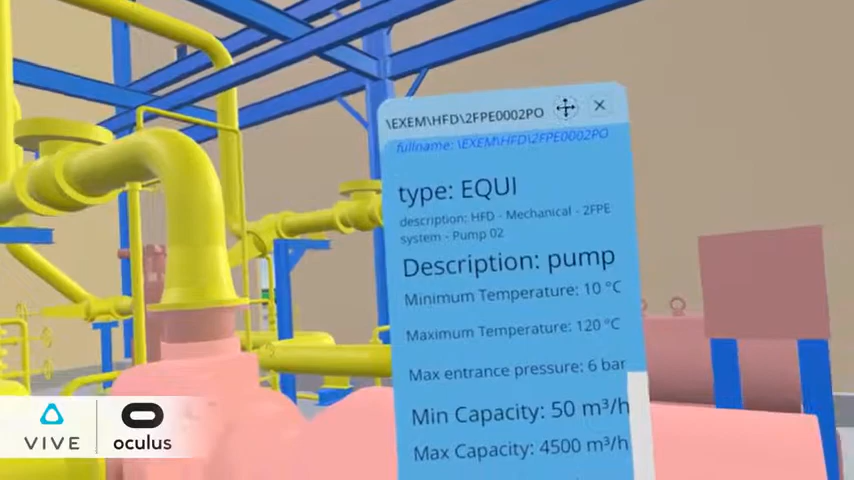 \EXEM\HFD\2FPE0002PO
fullname: \EXEM\HFD\2FPE0002PO
type: EQUI
description: HFD - Mechanical - 2FPE
system - Pump 02
Description: pump
Minimum Temperature: 10 °C
Maximum Temperature: 120 °C
Max entrance pressure: 6 bar
Min Capacity: 50 m³/h
Max Capacity: 4500 m³/h
VIVE
oculus